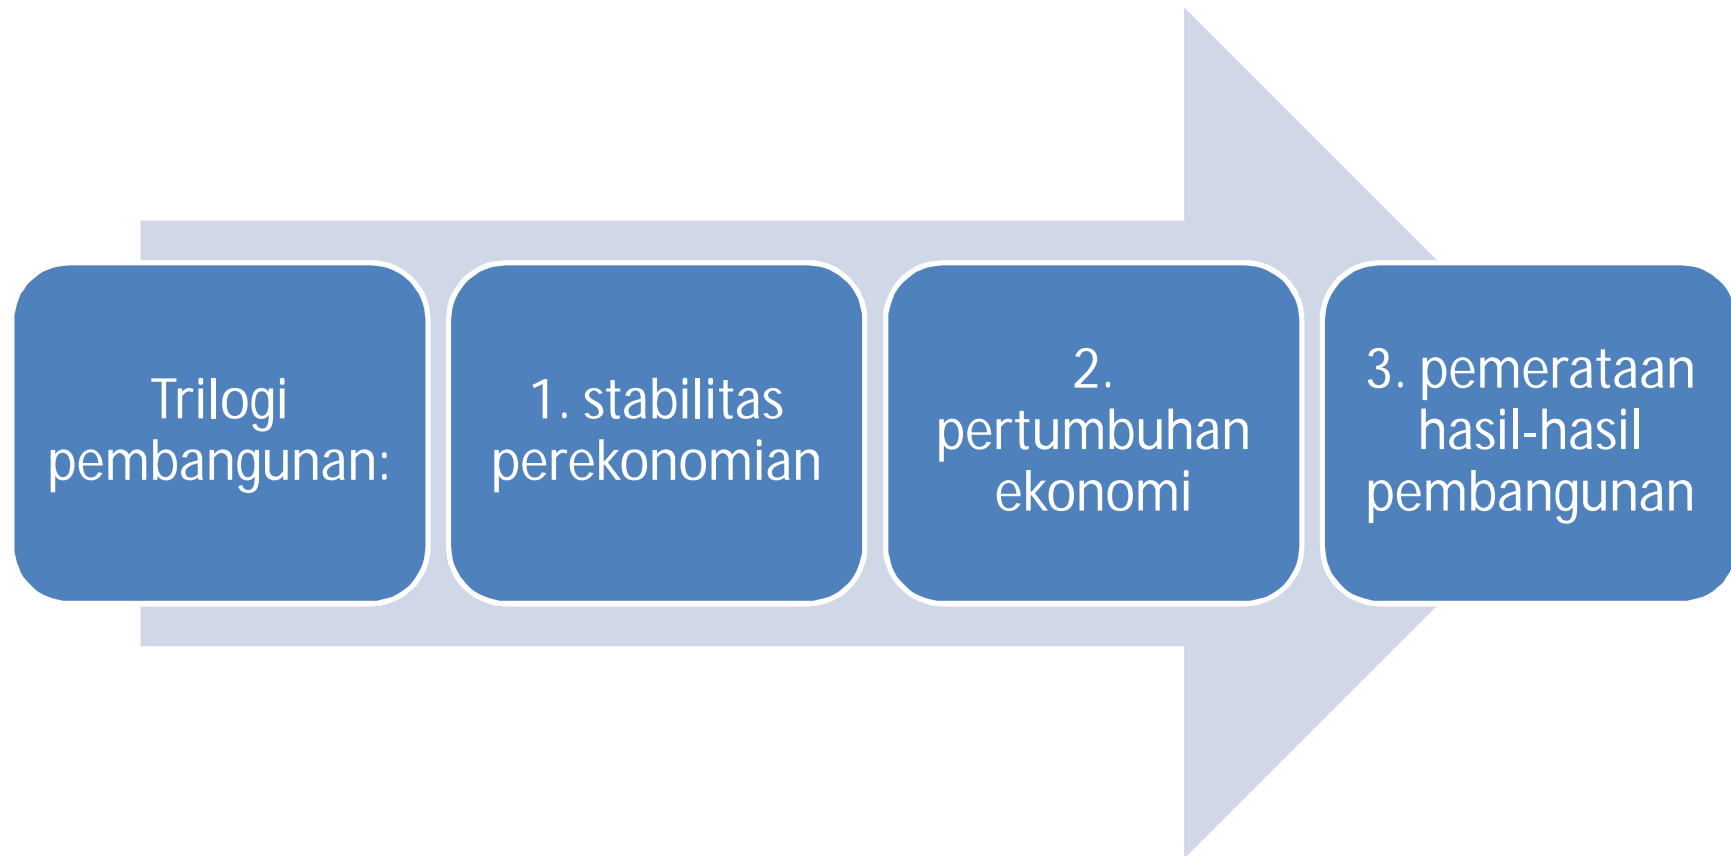 Trilogi
pembangunan:
1. stabilitas
perekonomian
2.
pertumbuhan
ekonomi
3. pemerataan
hasil-hasil
pembangunan